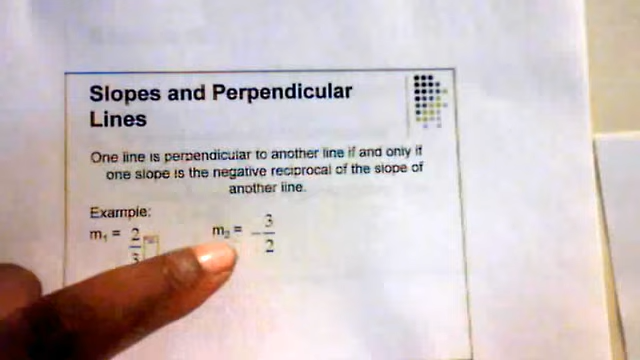 Slopes and Perpendicular
Lines
One line is perpendicular to another line if and only if
one slope is the negative reciprocal of the slope of
another line.
Example:
m₁ = 2/3 m₂ = -3/2